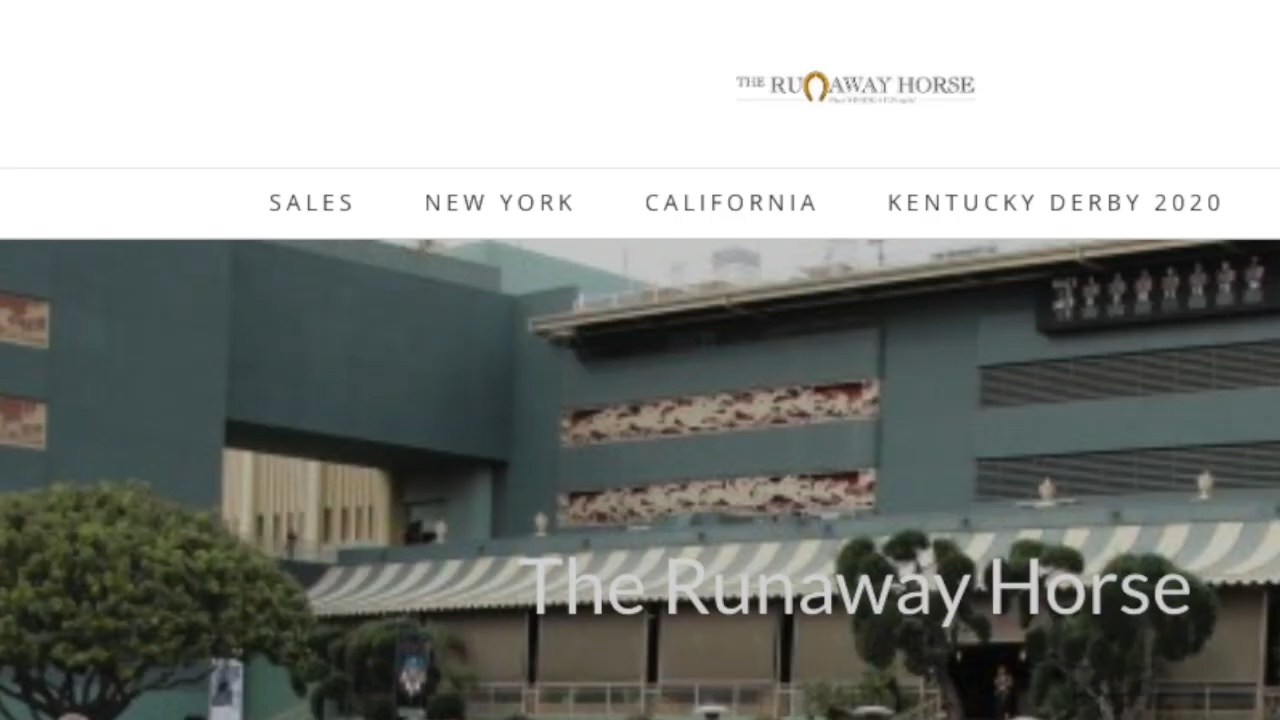 THE RUNAWAY HORSE
SALES NEW YORK CALIFORNIA KENTUCKY DERBY 2020
The Runaway Horse